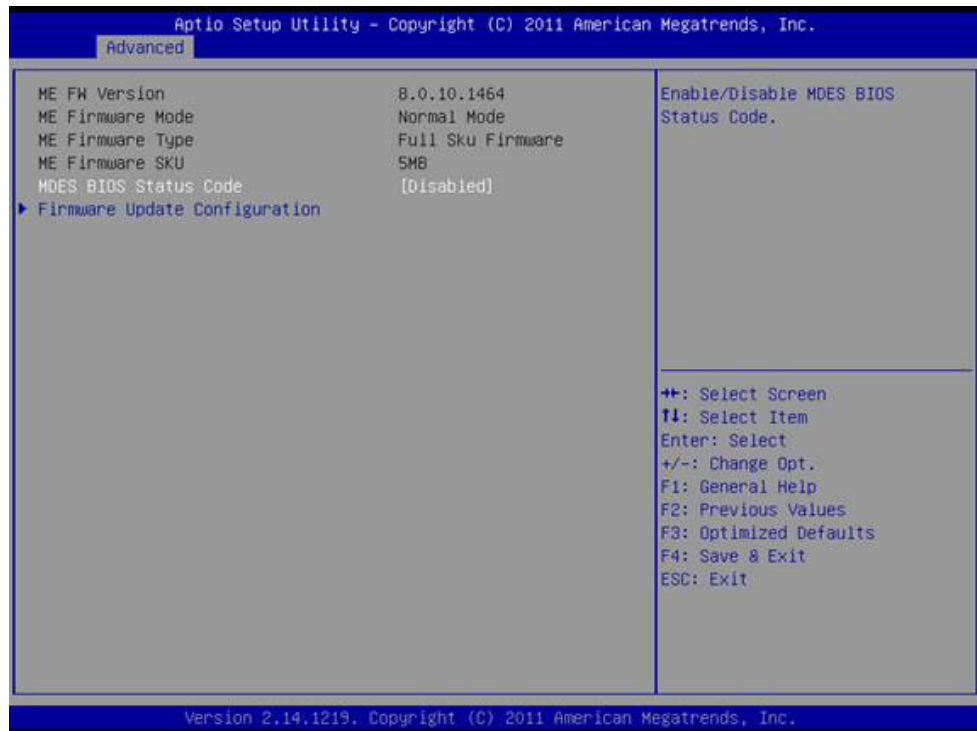 Aptio Setup Utility – Copyright (C) 2011 American Megatrends, Inc.
Advanced
ME FW Version 8.0.10.1464
ME Firmware Mode Normal Mode
ME Firmware Type Full Sku Firmware
ME Firmware SKU 5MB
MDES BIOS Status Code [Disabled]
► Firmware Update Configuration
Enable/Disable MDES BIOS
Status Code.
→←: Select Screen
↑↓: Select Item
Enter: Select
+/-: Change Opt.
F1: General Help
F2: Previous Values
F3: Optimized Defaults
F4: Save & Exit
ESC: Exit
Version 2.14.1219. Copyright (C) 2011 American Megatrends, Inc.